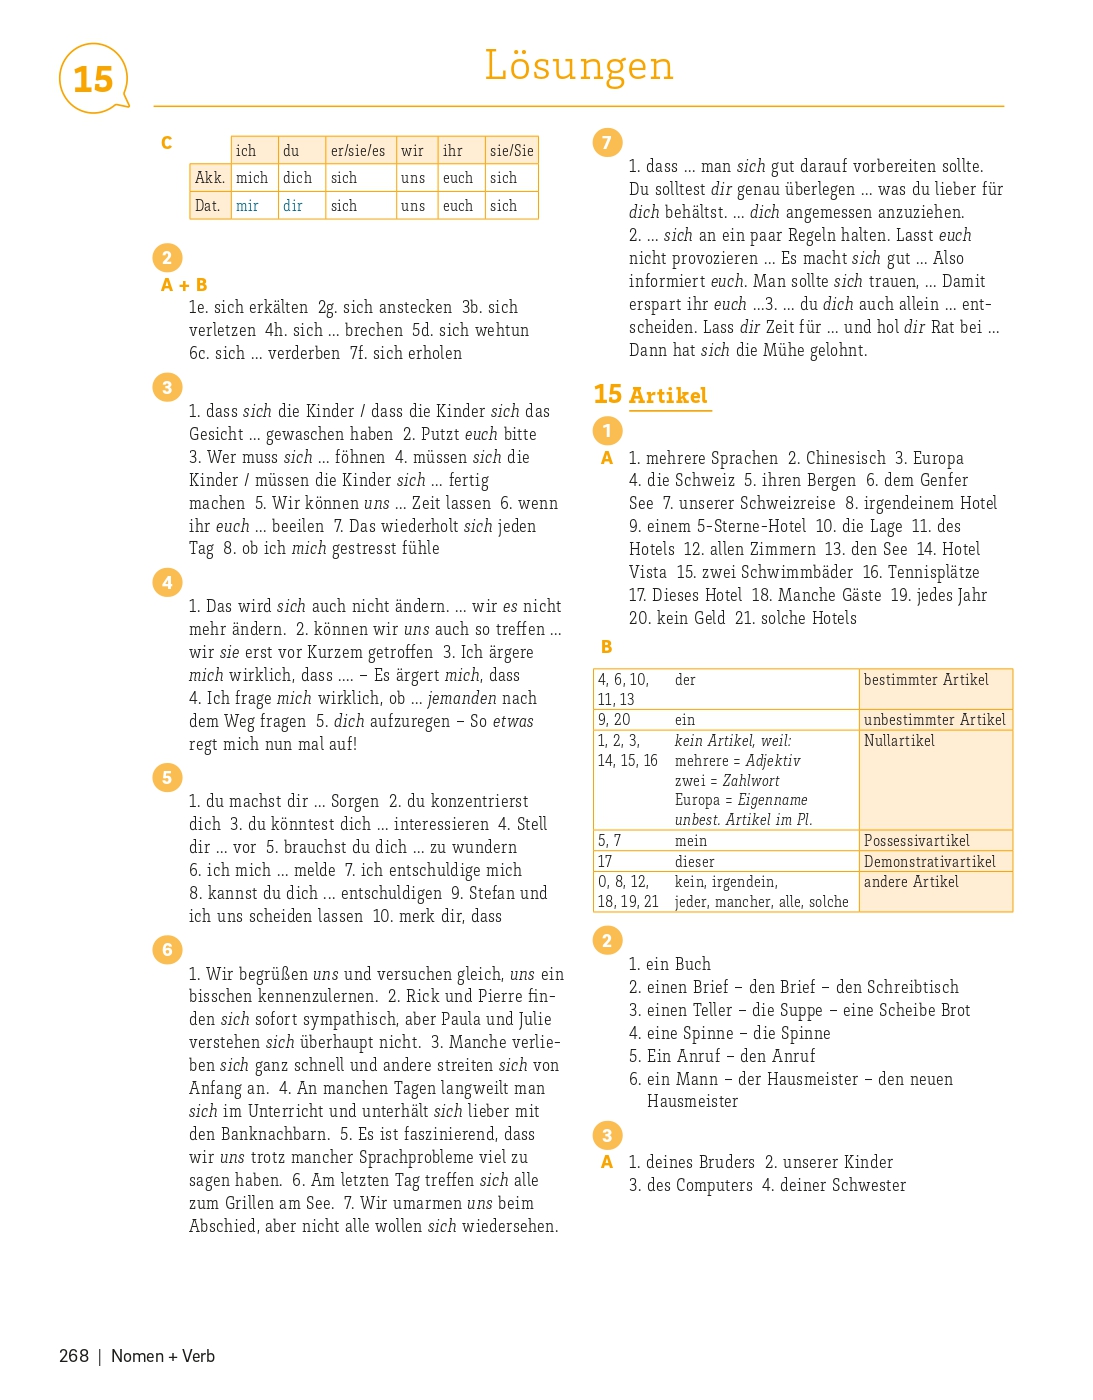 15
Lösungen
C
ich du er/sie/es wir ihr sie/Sie
Akk. mich dich sich uns euch sich
Dat. mir dir sich uns euch sich
2
A + B
1e. sich erkälten 2g. sich anstecken 3b. sich
verletzen 4h. sich ... brechen 5d. sich wehtun
6c. sich ... verderben 7f. sich erholen
3
1. dass sich die Kinder / dass die Kinder sich das
Gesicht ... gewaschen haben 2. Putzt euch bitte
3. Wer muss sich ... föhnen 4. müssen sich die
Kinder / müssen die Kinder sich ... fertig
machen 5. Wir können uns ... Zeit lassen 6. wenn
ihr euch ... beeilen 7. Das wiederholt sich jeden
Tag 8. ob ich mich gestresst fühle
4
1. Das wird sich auch nicht ändern. ... wir es nicht
mehr ändern. 2. können wir uns auch so treffen ...
wir sie erst vor Kurzem getroffen 3. Ich ärgere
mich wirklich, dass .... – Es ärgert mich, dass
4. Ich frage mich wirklich, ob ... jemanden nach
dem Weg fragen 5. dich aufzuregen – So etwas
regt mich nun mal auf!
5
1. du machst dir ... Sorgen 2. du konzentrierst
dich 3. du könntest dich ... interessieren 4. Stell
dir ... vor 5. brauchst du dich ... zu wundern
6. ich mich ... melde 7. ich entschuldige mich
8. kannst du dich ... entschuldigen 9. Stefan und
ich uns scheiden lassen 10. merk dir, dass
6
1. Wir begrüßen uns und versuchen gleich, uns ein
bisschen kennenzulernen. 2. Rick und Pierre fin-
den sich sofort sympathisch, aber Paula und Julie
verstehen sich überhaupt nicht. 3. Manche verlie-
ben sich ganz schnell und andere streiten sich von
Anfang an. 4. An manchen Tagen langweilt man
sich im Unterricht und unterhält sich lieber mit
den Banknachbarn. 5. Es ist faszinierend, dass
wir uns trotz mancher Sprachprobleme viel zu
sagen haben. 6. Am letzten Tag treffen sich alle
zum Grillen am See. 7. Wir umarmen uns beim
Abschied, aber nicht alle wollen sich wiedersehen.
7
1. dass ... man sich gut darauf vorbereiten sollte.
Du solltest dir genau überlegen ... was du lieber für
dich behältst. ... dich angemessen anzuziehen.
2. ... sich an ein paar Regeln halten. Lasst euch
nicht provozieren ... Es macht sich gut ... Also
informiert euch. Man sollte sich trauen, ... Damit
erspart ihr euch ...3. ... du dich auch allein ... ent-
scheiden. Lass dir Zeit für ... und hol dir Rat bei ...
Dann hat sich die Mühe gelohnt.
15 Artikel
1
A 1. mehrere Sprachen 2. Chinesisch 3. Europa
4. die Schweiz 5. ihren Bergen 6. dem Genfer
See 7. unserer Schweizreise 8. irgendeinem Hotel
9. einem 5-Sterne-Hotel 10. die Lage 11. des
Hotels 12. allen Zimmern 13. den See 14. Hotel
Vista 15. zwei Schwimmbäder 16. Tennisplätze
17. Dieses Hotel 18. Manche Gäste 19. jedes Jahr
20. kein Geld 21. solche Hotels
B
4, 6, 10, der bestimmter Artikel
11, 13
9, 20 ein unbestimmter Artikel
1, 2, 3, kein Artikel, weil: Nullartikel
14, 15, 16 mehrere = Adjektiv
zwei = Zahlwort
Europa = Eigenname
unbest. Artikel im Pl.
5, 7 mein Possessivartikel
17 dieser Demonstrativartikel
0, 8, 12, kein, irgendein, andere Artikel
18, 19, 21 jeder, mancher, alle, solche
2
1. ein Buch
2. einen Brief – den Brief – den Schreibtisch
3. einen Teller – die Suppe – eine Scheibe Brot
4. eine Spinne – die Spinne
5. Ein Anruf – den Anruf
6. ein Mann – der Hausmeister – den neuen
Hausmeister
3
A 1. deines Bruders 2. unserer Kinder
3. des Computers 4. deiner Schwester
268 | Nomen + Verb